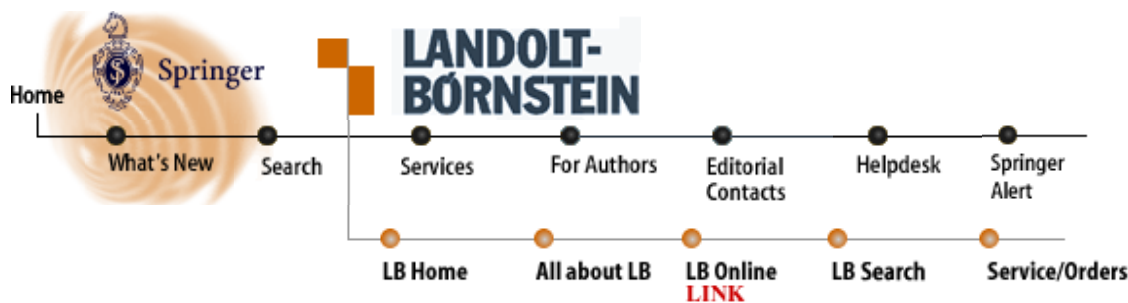 Springer
LANDOLT-
BÓRNSTEIN
Home
What's New
Search
Services
For Authors
Editorial
Contacts
Helpdesk
Springer
Alert
LB Home
All about LB
LB Online
LINK
LB Search
Service/Orders